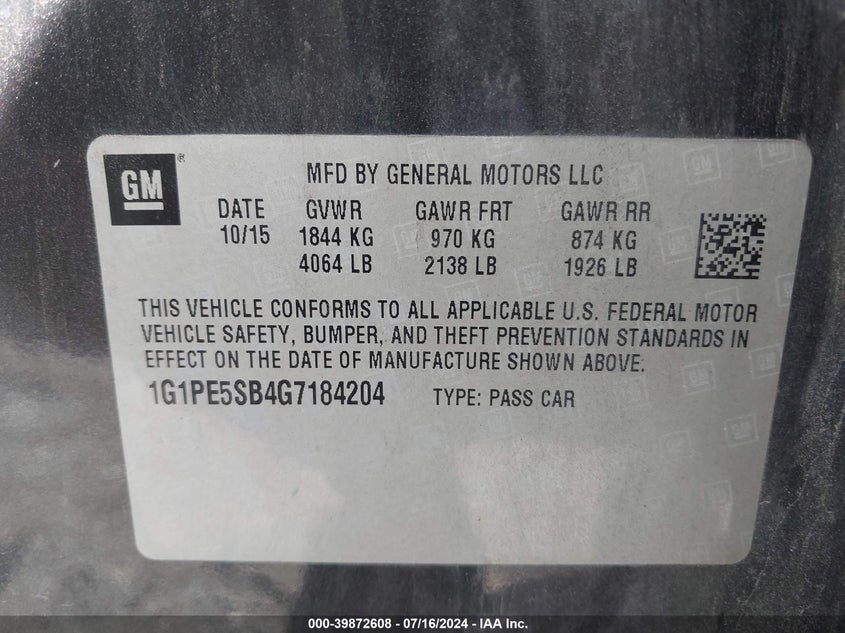 GM ®
MFD BY GENERAL MOTORS LLC
DATE GVWR GAWR FRT GAWR RR
10/15 1844 KG 970 KG 874 KG
4064 LB 2138 LB 1926 LB
THIS VEHICLE CONFORMS TO ALL APPLICABLE U.S. FEDERAL MOTOR
VEHICLE SAFETY, BUMPER, AND THEFT PREVENTION STANDARDS IN
EFFECT ON THE DATE OF MANUFACTURE SHOWN ABOVE.
1G1PE5SB4G7184204 TYPE: PASS CAR
000-39872608 - 07/16/2024 - IAA Inc.